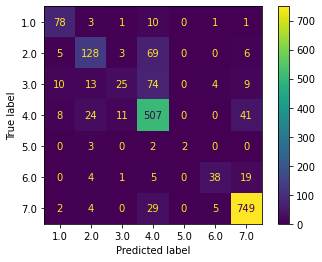 1.0 78 3 1 10 0 1 1
2.0 5 128 3 69 0 0 6
3.0 10 13 25 74 0 4 9
4.0 8 24 11 507 0 0 41
5.0 0 3 0 2 2 0 0
6.0 0 4 1 5 0 38 19
7.0 2 4 0 29 0 5 749
1.0 2.0 3.0 4.0 5.0 6.0 7.0
Predicted label
True label
700
600
500
400
300
200
100
0